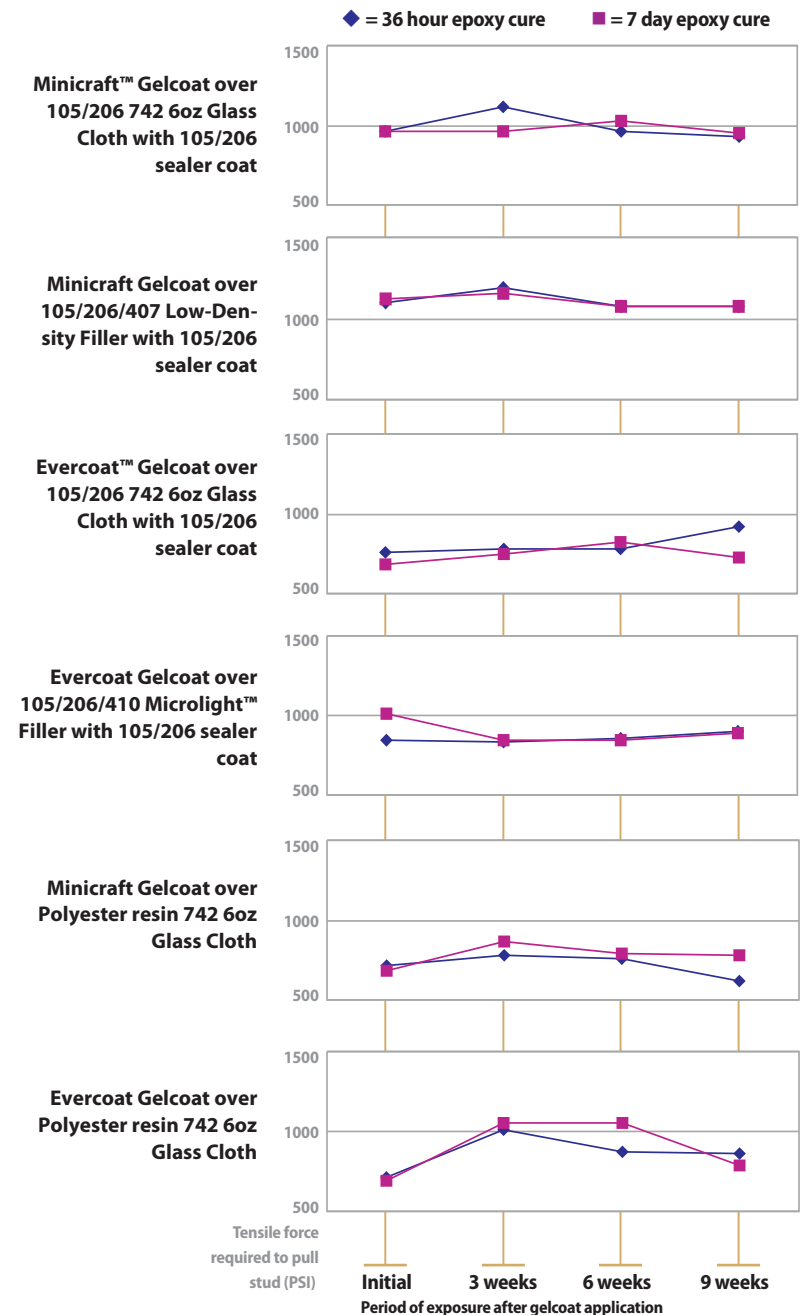 = 36 hour epoxy cure
= 7 day epoxy cure
Minicraft™ Gelcoat over
105/206 742 6oz Glass
Cloth with 105/206
sealer coat
1500
1000
500
Minicraft Gelcoat over
105/206/407 Low-Den-
sity Filler with 105/206
sealer coat
1500
1000
500
Evercoat™ Gelcoat over
105/206 742 6oz Glass
Cloth with 105/206
sealer coat
1500
1000
500
Evercoat Gelcoat over
105/206/410 Microlight™
Filler with 105/206 sealer
coat
1500
1000
500
Minicraft Gelcoat over
Polyester resin 742 6oz
Glass Cloth
1500
1000
500
Evercoat Gelcoat over
Polyester resin 742 6oz
Glass Cloth
1500
1000
500
Tensile force
required to pull
stud (PSI)
Initial
3 weeks
6 weeks
9 weeks
Period of exposure after gelcoat application